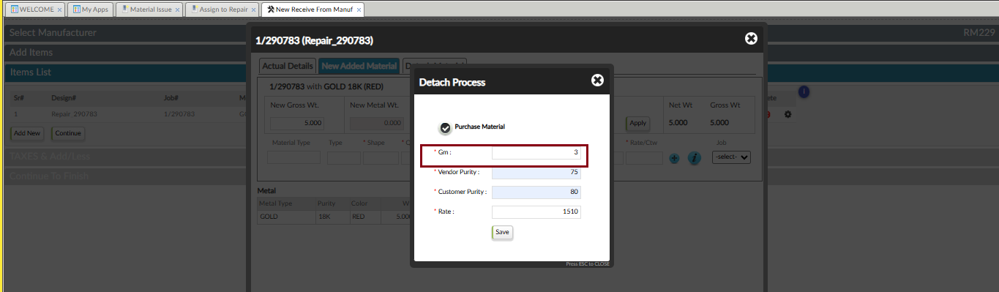 WELCOME × My Apps Material Issue × Assign to Repair × New Receive From Manuf ×
Select Manufacturer RM229
Add Items
Items List
Sr# Design# Job#
1 Repair_290783 1/290783
Add New Continue
TAXES & Add/Less
Continue To Finish
1/290783 (Repair_290783)
Actual Details New Added Material
1/290783 with GOLD 18K (RED)
New Gross Wt. New Metal Wt. Net Wt Gross Wt
5.000 0.000 Apply 5.000 5.000
Material Type Type * Shape * Rate/Ctw Job
-select-
Metal
Metal Type Purity Color
GOLD 18K RED 5.000
Detach Process
Purchase Material
* Gm : 3
* Vendor Purity : 75
* Customer Purity : 80
* Rate : 1510
Save
Press ESC to CLOSE